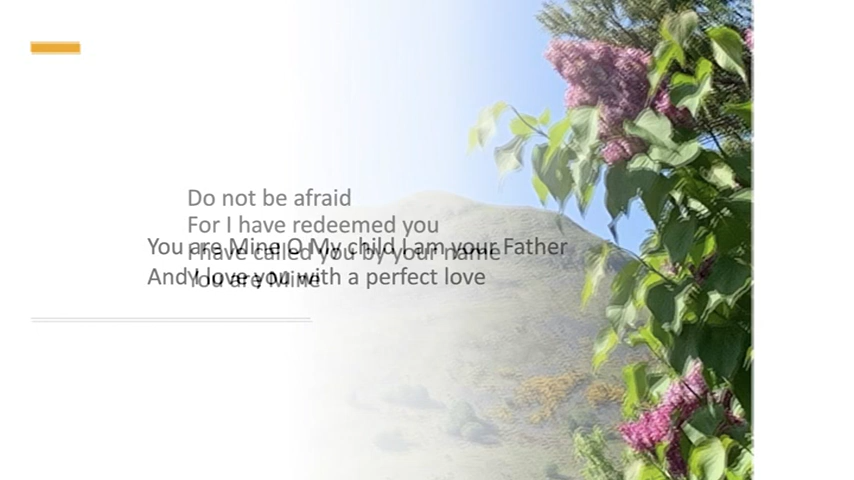 Do not be afraid
For I have redeemed you
You are Mine O My child I am your Father
I have called you by your name
And I love you with a perfect love
You are Mine